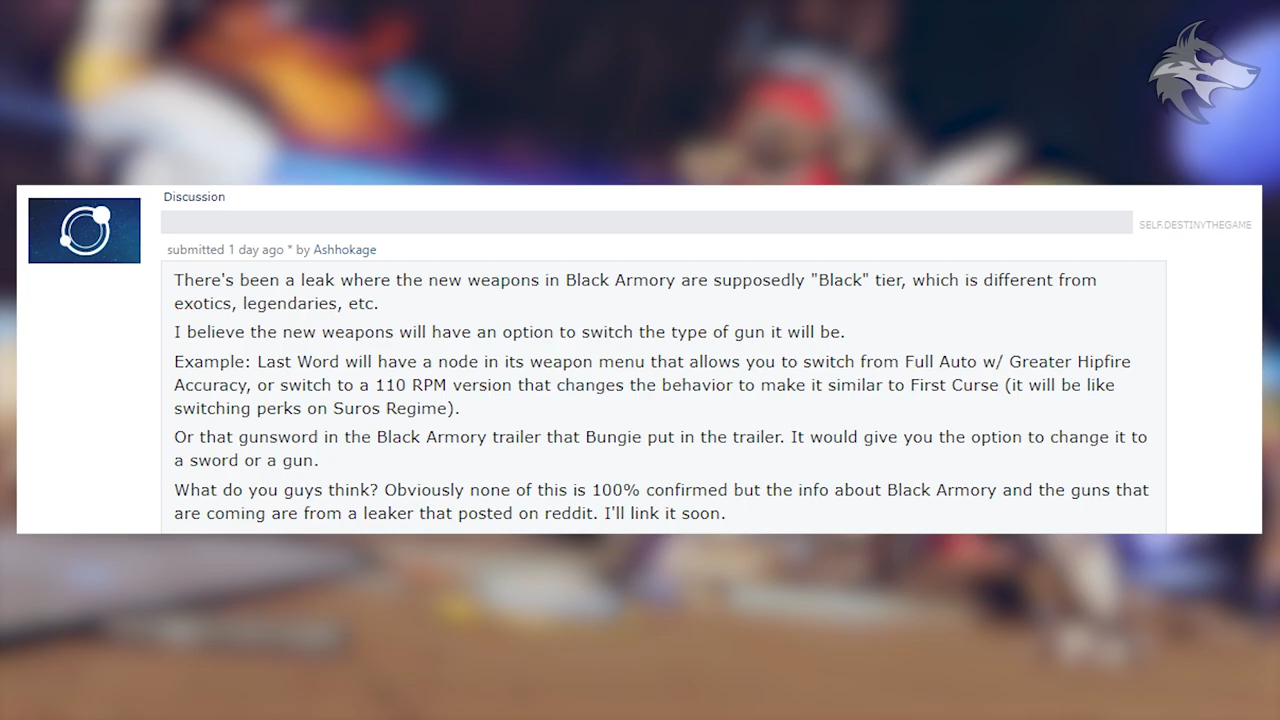 Discussion
SELF.DESTINYTHEGAME
submitted 1 day ago * by Ashhokage
There's been a leak where the new weapons in Black Armory are supposedly "Black" tier, which is different from
exotics, legendaries, etc.
I believe the new weapons will have an option to switch the type of gun it will be.
Example: Last Word will have a node in its weapon menu that allows you to switch from Full Auto w/ Greater Hipfire
Accuracy, or switch to a 110 RPM version that changes the behavior to make it similar to First Curse (it will be like
switching perks on Suros Regime).
Or that gunsword in the Black Armory trailer that Bungie put in the trailer. It would give you the option to change it to
a sword or a gun.
What do you guys think? Obviously none of this is 100% confirmed but the info about Black Armory and the guns that
are coming are from a leaker that posted on reddit. I'll link it soon.